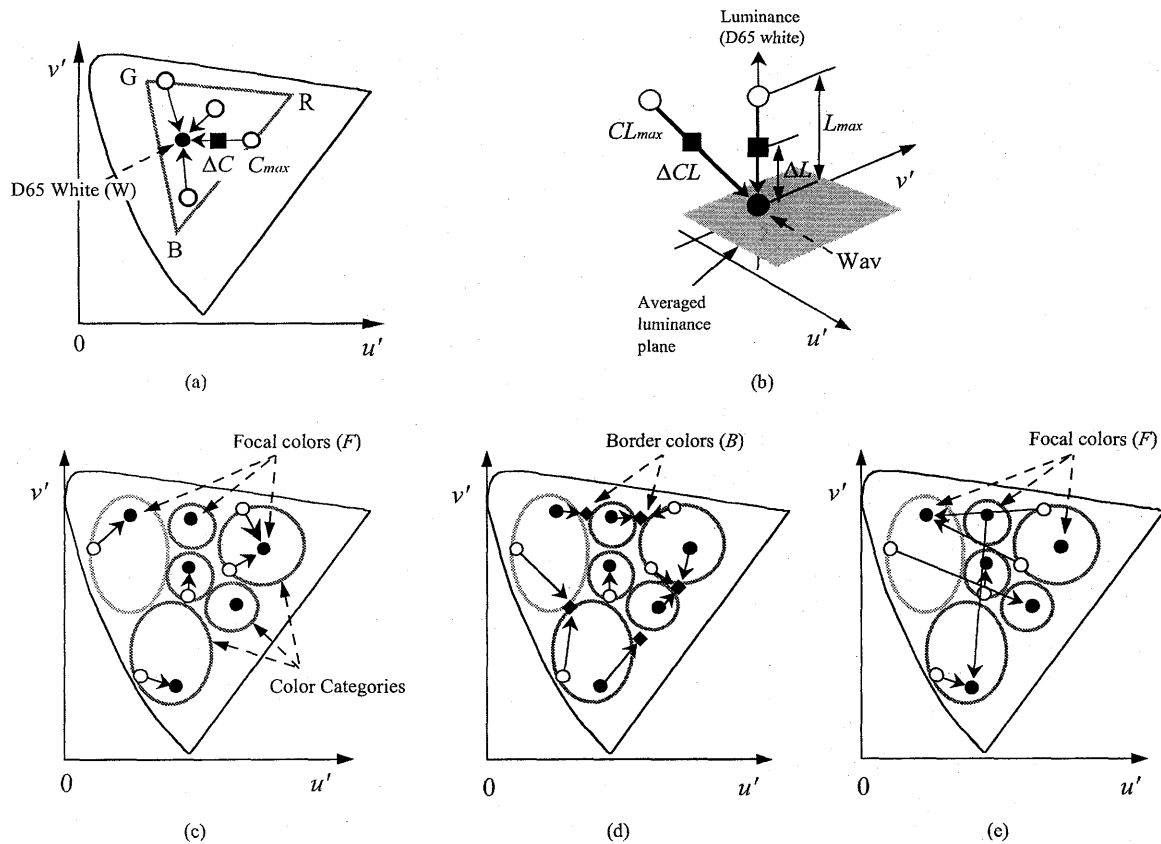 v′
G
R
ΔC
Cmax
D65 White (W)
B
0
u′
(a)
Luminance
(D65 white)
CLmax
Lmax
ΔCL
ΔL
v′
Wav
Averaged
luminance
plane
u′
(b)
Focal colors (F)
v′
Color Categories
0
u′
(c)
Border colors (B)
v′
0
u′
(d)
Focal colors (F)
v′
0
u′
(e)